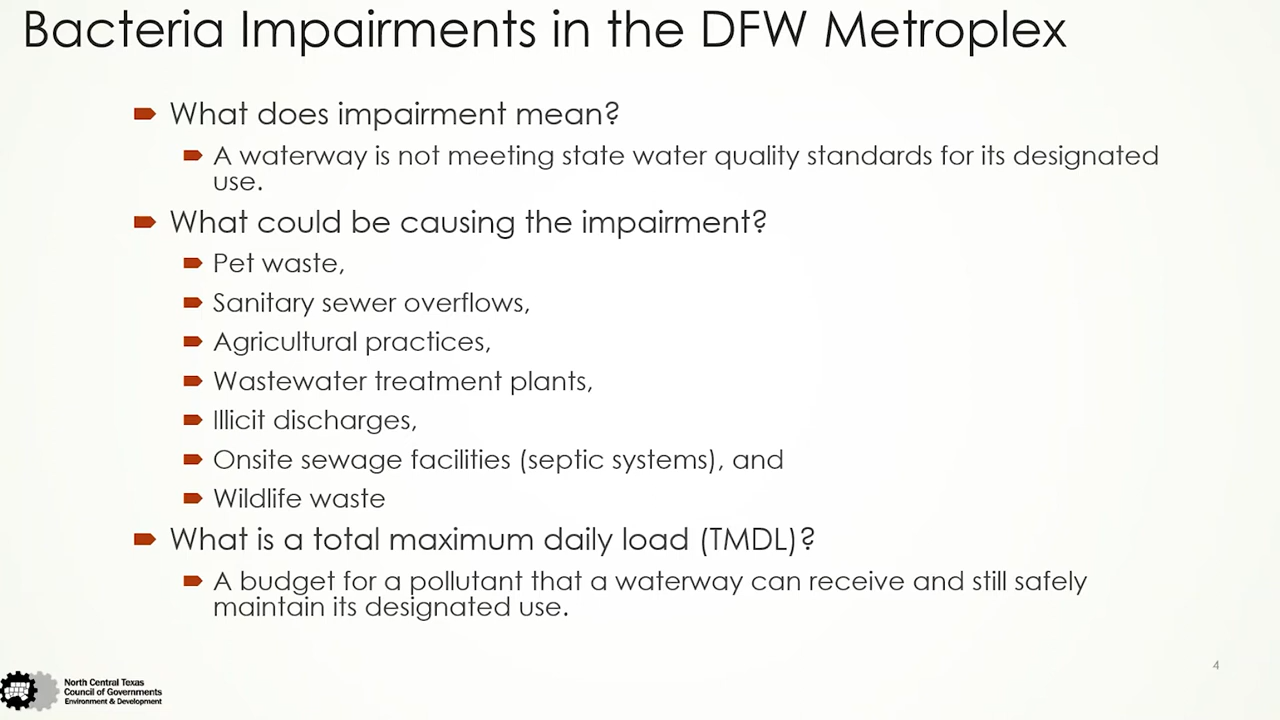 Bacteria Impairments in the DFW Metroplex
What does impairment mean?
A waterway is not meeting state water quality standards for its designated
use.
What could be causing the impairment?
Pet waste,
Sanitary sewer overflows,
Agricultural practices,
Wastewater treatment plants,
Illicit discharges,
Onsite sewage facilities (septic systems), and
Wildlife waste
What is a total maximum daily load (TMDL)?
A budget for a pollutant that a waterway can receive and still safely
maintain its designated use.
4
North Central Texas
Council of Governments
Environment & Development